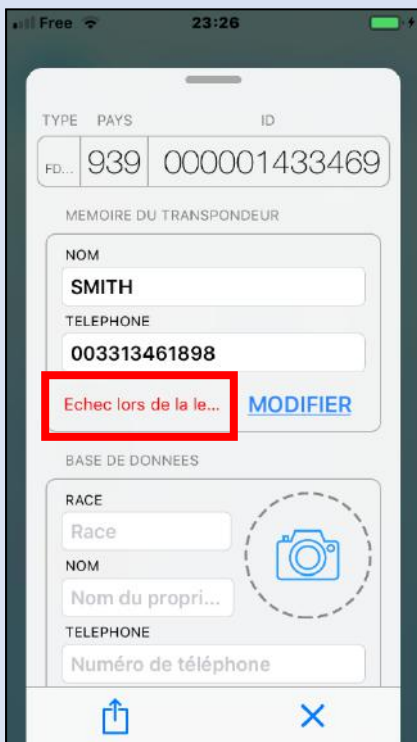 Free 23:26
TYPE PAYS ID
FD... 939 000001433469
MEMOIRE DU TRANSPONDEUR
NOM
SMITH
TELEPHONE
003313461898
Echec lors de la le... MODIFIER
BASE DE DONNEES
RACE
Race
NOM
Nom du propri...
TELEPHONE
Numéro de téléphone